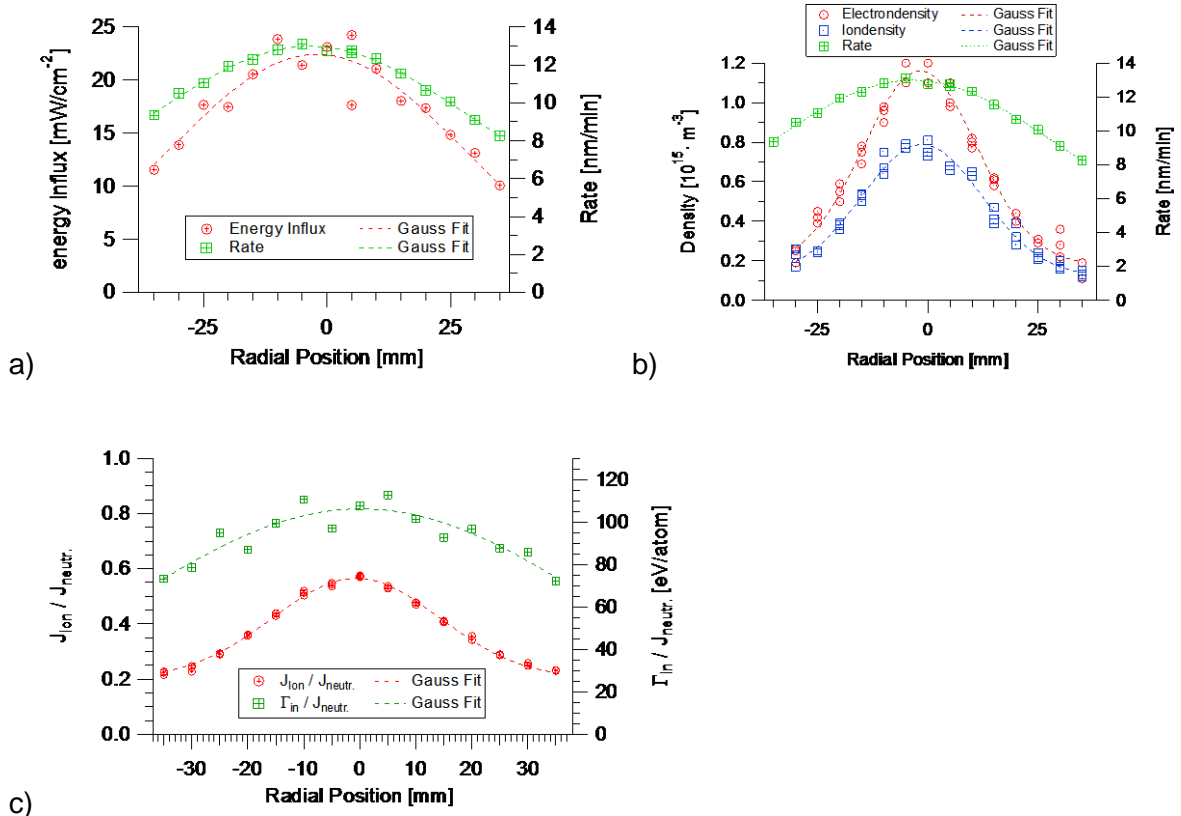 energy Influx [mW/cm⁻²]
25
20
15
10
5
0
14
12
10
8
6
4
2
0
Rate [nm/min]
Energy Influx
Gauss Fit
Rate
Gauss Fit
-25
0
25
Radial Position [mm]
a)
Electrondensity
Gauss Fit
Iondensity
Gauss Fit
Rate
Gauss Fit
Density [10¹⁵ · m⁻³]
1.2
1.0
0.8
0.6
0.4
0.2
0.0
14
12
10
8
6
4
2
0
Rate [nm/min]
-25
0
25
Radial Position [mm]
b)
J_Ion / J_neutr.
1.0
0.8
0.6
0.4
0.2
0.0
120
100
80
60
40
20
0
Γ_in / J_neutr. [eV/atom]
J_Ion / J_neutr.
Gauss Fit
Γ_in / J_neutr.
Gauss Fit
-30
-20
-10
0
10
20
30
Radial Position [mm]
c)